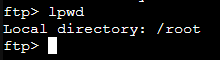 ftp> lpwd
Local directory: /root
ftp>